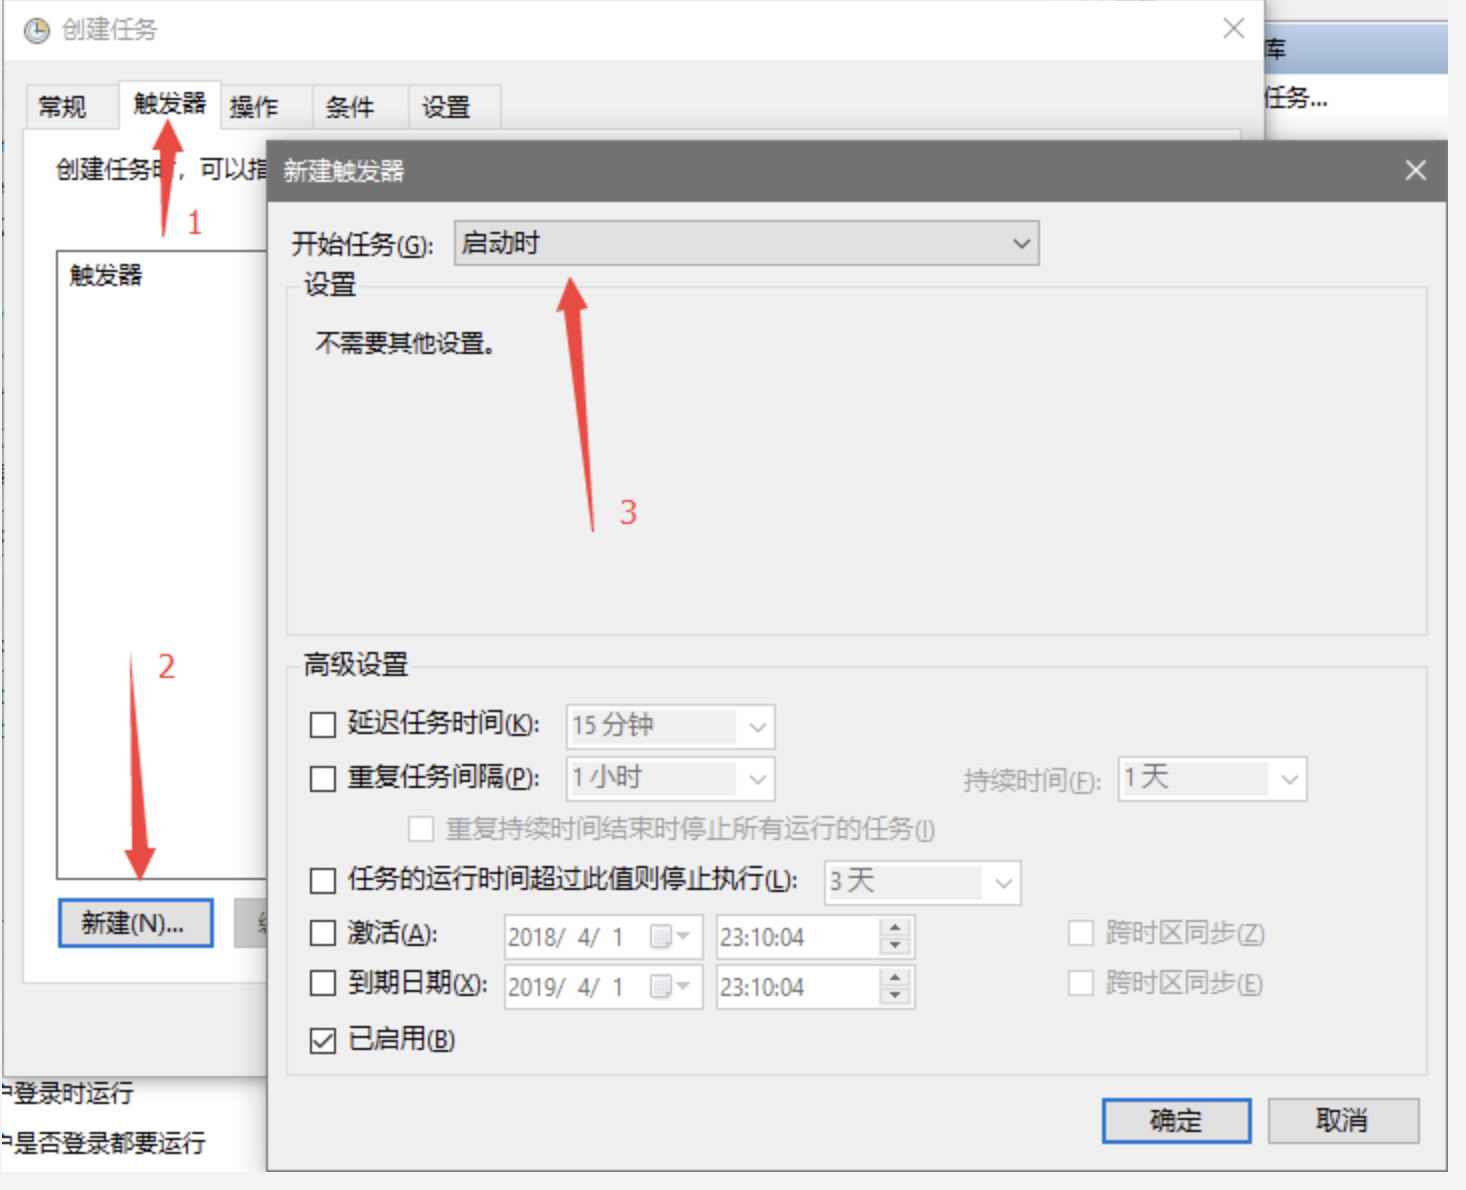 创建任务
库
任务...
常规 触发器 操作 条件 设置
创建任务时，可以指
1
触发器
2
新建(N)...
新建触发器
开始任务(G): 启动时
设置
不需要其他设置。
3
高级设置
延迟任务时间(K): 15 分钟
重复任务间隔(P): 1 小时 持续时间(F): 1 天
重复持续时间结束时停止所有运行的任务(I)
任务的运行时间超过此值则停止执行(L): 3 天
激活(A): 2018/ 4/ 1 23:10:04 跨时区同步(Z)
到期日期(X): 2019/ 4/ 1 23:10:04 跨时区同步(E)
已启用(B)
确定 取消
登录时运行
是否登录都要运行